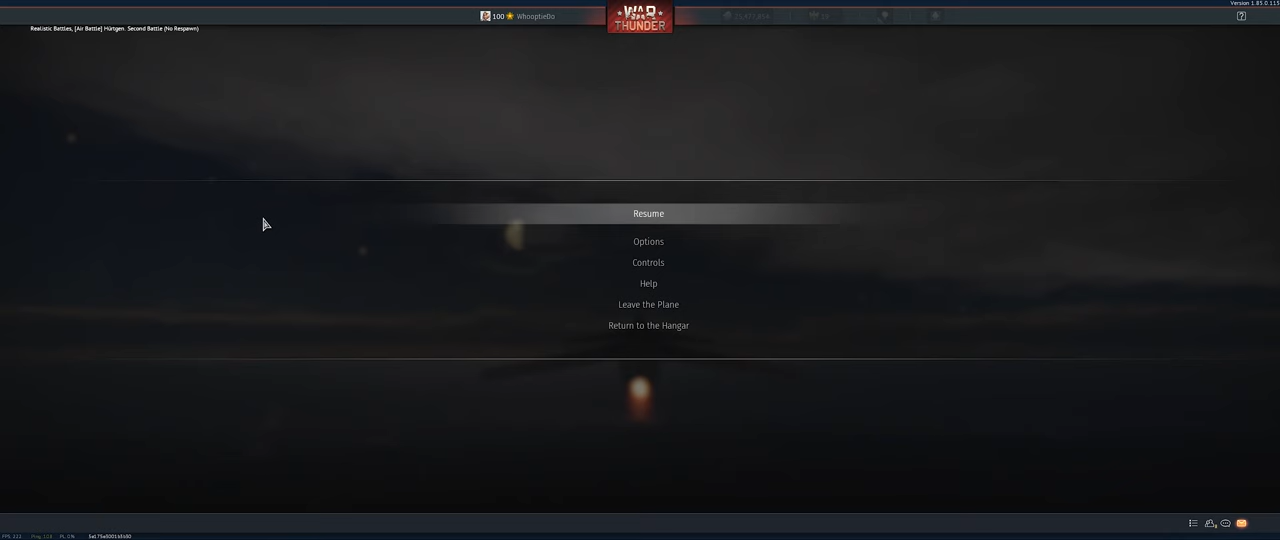 Version 1.85.0.115
100 WhooptieDo
WAR THUNDER
Realistic Battles, [Air Battle] Hürtgen. Second Battle (No Respawn)
Resume
Options
Controls
Help
Leave the Plane
Return to the Hangar